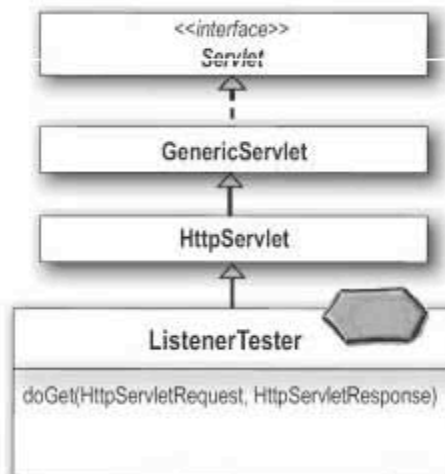 <<interface>>
Servlet
GenericServlet
HttpServlet
ListenerTester
doGet(HttpServletRequest, HttpServletResponse)